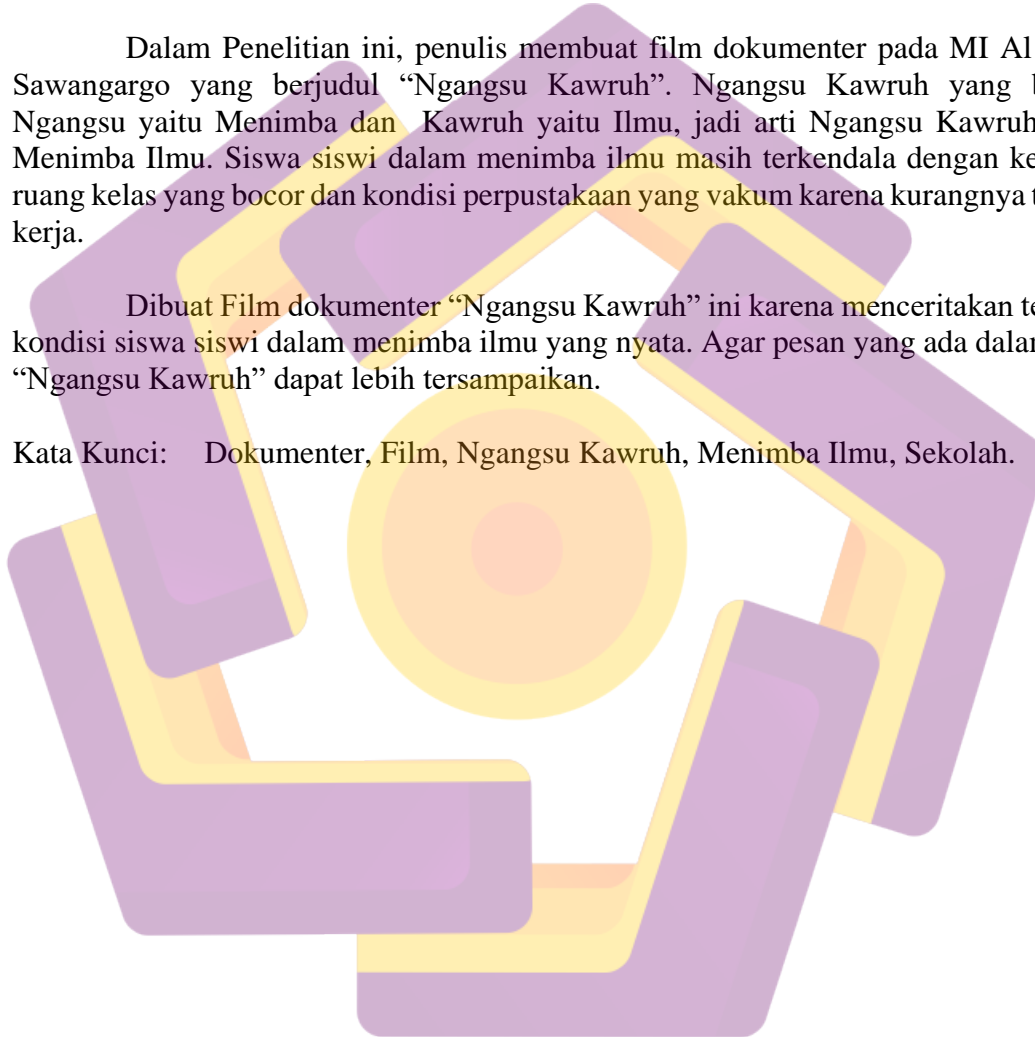 Dalam Penelitian ini, penulis membuat film dokumenter pada MI Al
Sawangargo yang berjudul “Ngangsu Kawruh”. Ngangsu Kawruh yang
Ngangsu yaitu Menimba dan Kawruh yaitu Ilmu, jadi arti Ngangsu Kawruh
Menimba Ilmu. Siswa siswi dalam menimba ilmu masih terkendala dengan
ruang kelas yang bocor dan kondisi perpustakaan yang vakum karena kurangnya
kerja.
Dibuat Film dokumenter “Ngangsu Kawruh” ini karena menceritakan
kondisi siswa siswi dalam menimba ilmu yang nyata. Agar pesan yang ada dalam
“Ngangsu Kawruh” dapat lebih tersampaikan.
Kata Kunci: Dokumenter, Film, Ngangsu Kawruh, Menimba Ilmu, Sekolah.